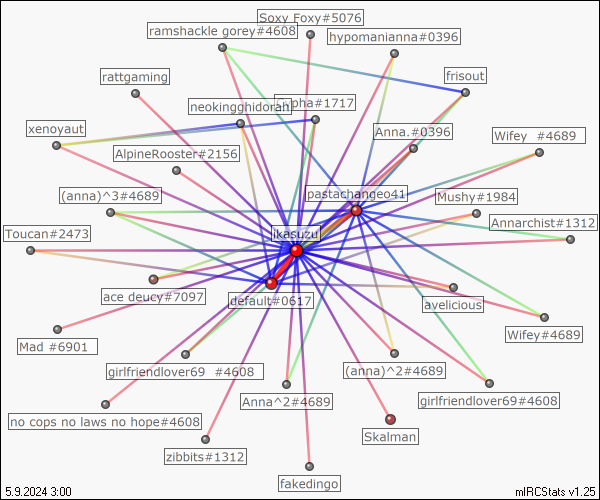 Soxy Foxy#5076
ramshackle gorey#4608
hypomanianna#0396
rattgaming
frisout
neokingghidorah
pha#1717
xenoyaut
Anna.#0396
Wifey  #4689
AlpineRooster#2156
(anna)^3#4689
pastachangeo41
Mushy#1984
Annarchist#1312
Toucan#2473
ikasuzu
ace deucy#7097
default#0617
avelicious
Mad #6901
Wifey#4689
girlfriendlover69  #4608
(anna)^2#4689
Anna^2#4689
girlfriendlover69#4608
no cops no laws no hope#4608
Skalman
zibbits#1312
fakedingo
5.9.2024 3:00
mIRCStats v1.25